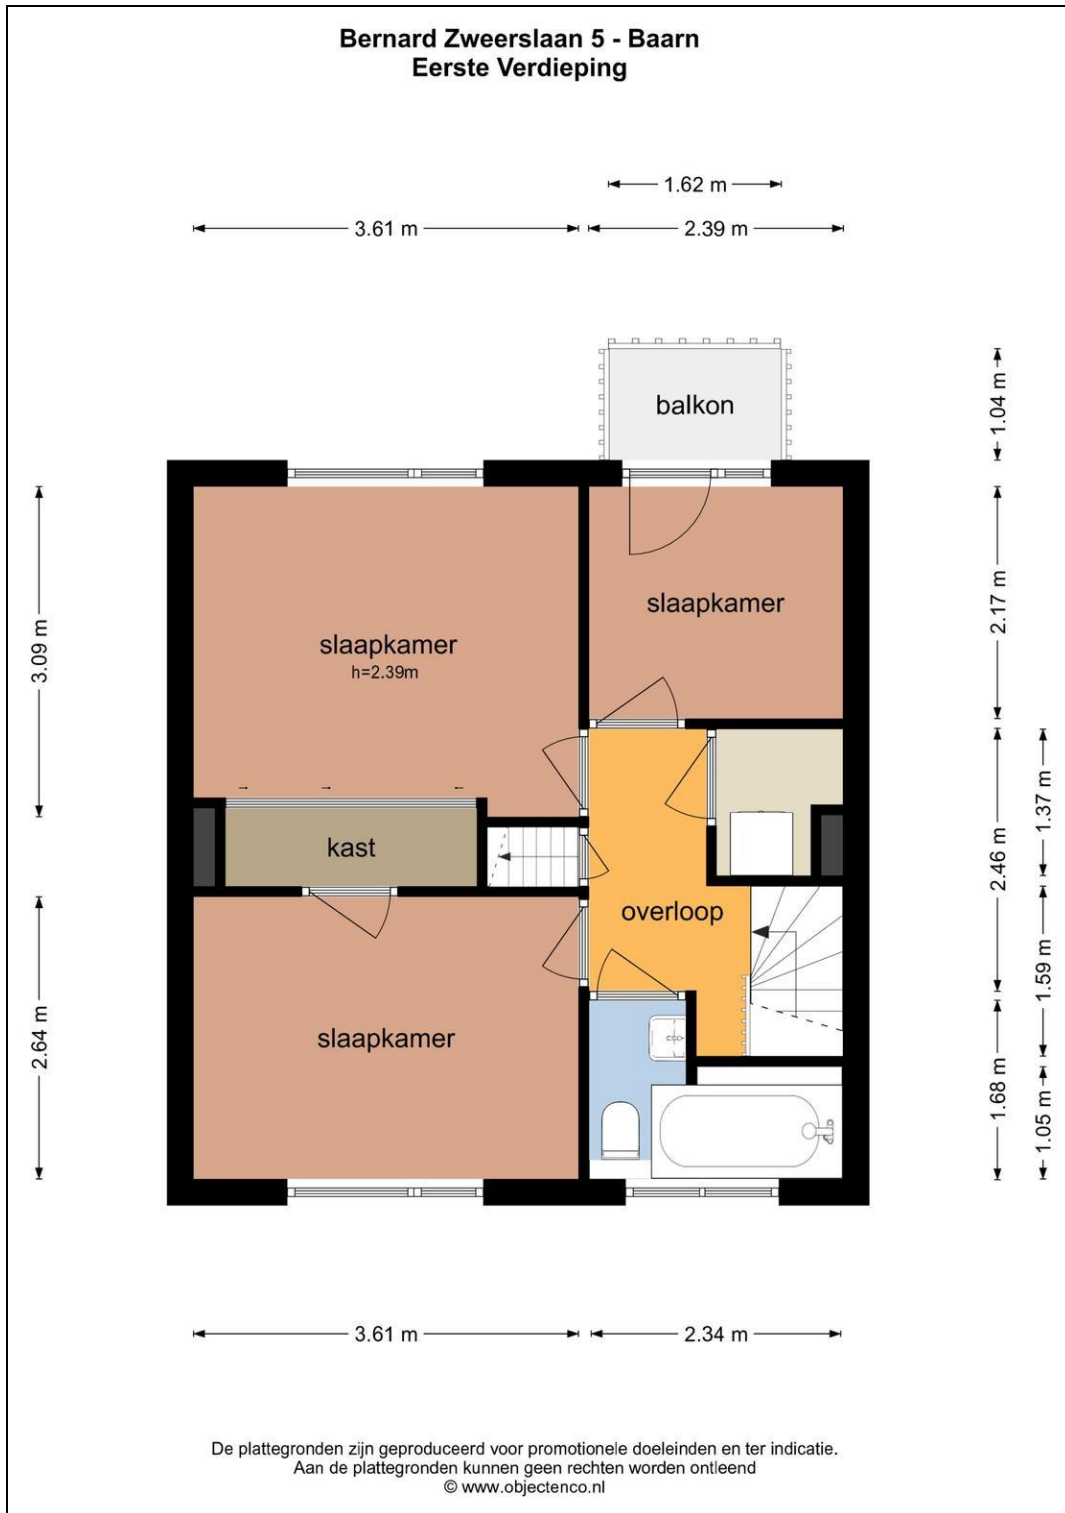 Bernard Zweerslaan 5 - Baarn
Eerste Verdieping
1.62 m
3.61 m
2.39 m
balkon
1.04 m
slaapkamer
2.17 m
slaapkamer
h=2.39m
3.09 m
1.37 m
2.46 m
kast
overloop
1.59 m
slaapkamer
2.64 m
1.68 m
1.05 m
3.61 m
2.34 m
De plattegronden zijn geproduceerd voor promotionele doeleinden en ter indicatie.
Aan de plattegronden kunnen geen rechten worden ontleend
© www.objectenco.nl